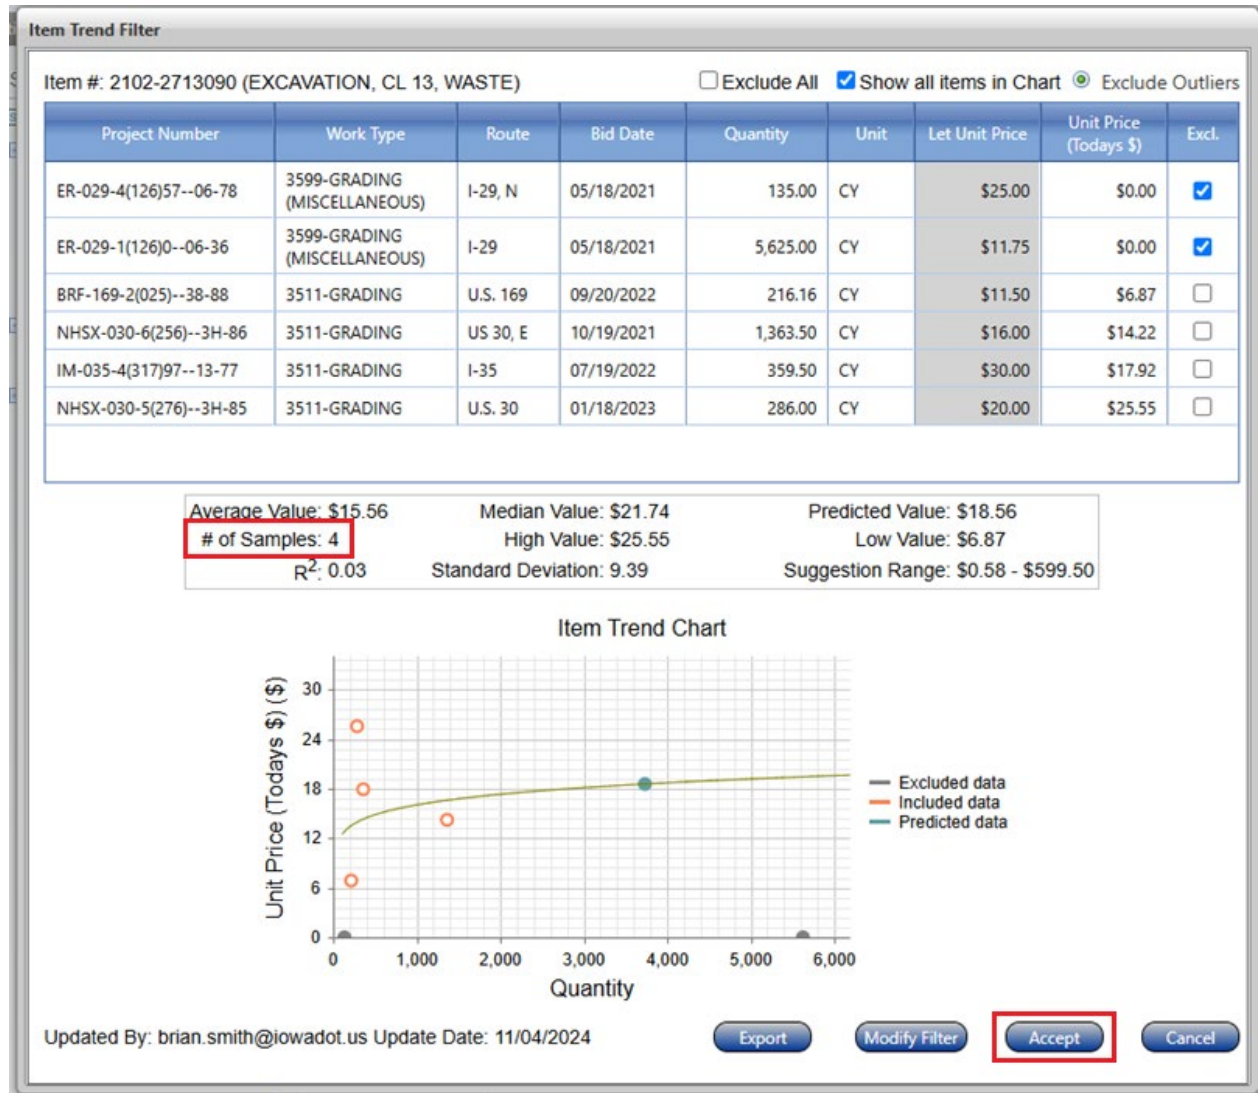 Item Trend Filter
Item #: 2102-2713090 (EXCAVATION, CL 13, WASTE) Exclude All Show all items in Chart Exclude Outliers
Project Number Work Type Route Bid Date Quantity Unit Let Unit Price Unit Price (Todays $) Excl.
ER-029-4(126)57--06-78 3599-GRADING (MISCELLANEOUS) I-29, N 05/18/2021 135.00 CY $25.00 $0.00
ER-029-1(126)0--06-36 3599-GRADING (MISCELLANEOUS) I-29 05/18/2021 5,625.00 CY $11.75 $0.00
BRF-169-2(025)--38-88 3511-GRADING U.S. 169 09/20/2022 216.16 CY $11.50 $6.87
NHSX-030-6(256)--3H-86 3511-GRADING US 30, E 10/19/2021 1,363.50 CY $16.00 $14.22
IM-035-4(317)97--13-77 3511-GRADING I-35 07/19/2022 359.50 CY $30.00 $17.92
NHSX-030-5(276)--3H-85 3511-GRADING U.S. 30 01/18/2023 286.00 CY $20.00 $25.55
Average Value: $15.56 Median Value: $21.74 Predicted Value: $18.56
# of Samples: 4 High Value: $25.55 Low Value: $6.87
R2: 0.03 Standard Deviation: 9.39 Suggestion Range: $0.58 - $599.50
Item Trend Chart
Unit Price (Todays $) ($)
30
24
18
12
6
0
0 1,000 2,000 3,000 4,000 5,000 6,000
Quantity
Excluded data
Included data
Predicted data
Updated By: brian.smith@iowadot.us Update Date: 11/04/2024 Export Modify Filter Accept Cancel